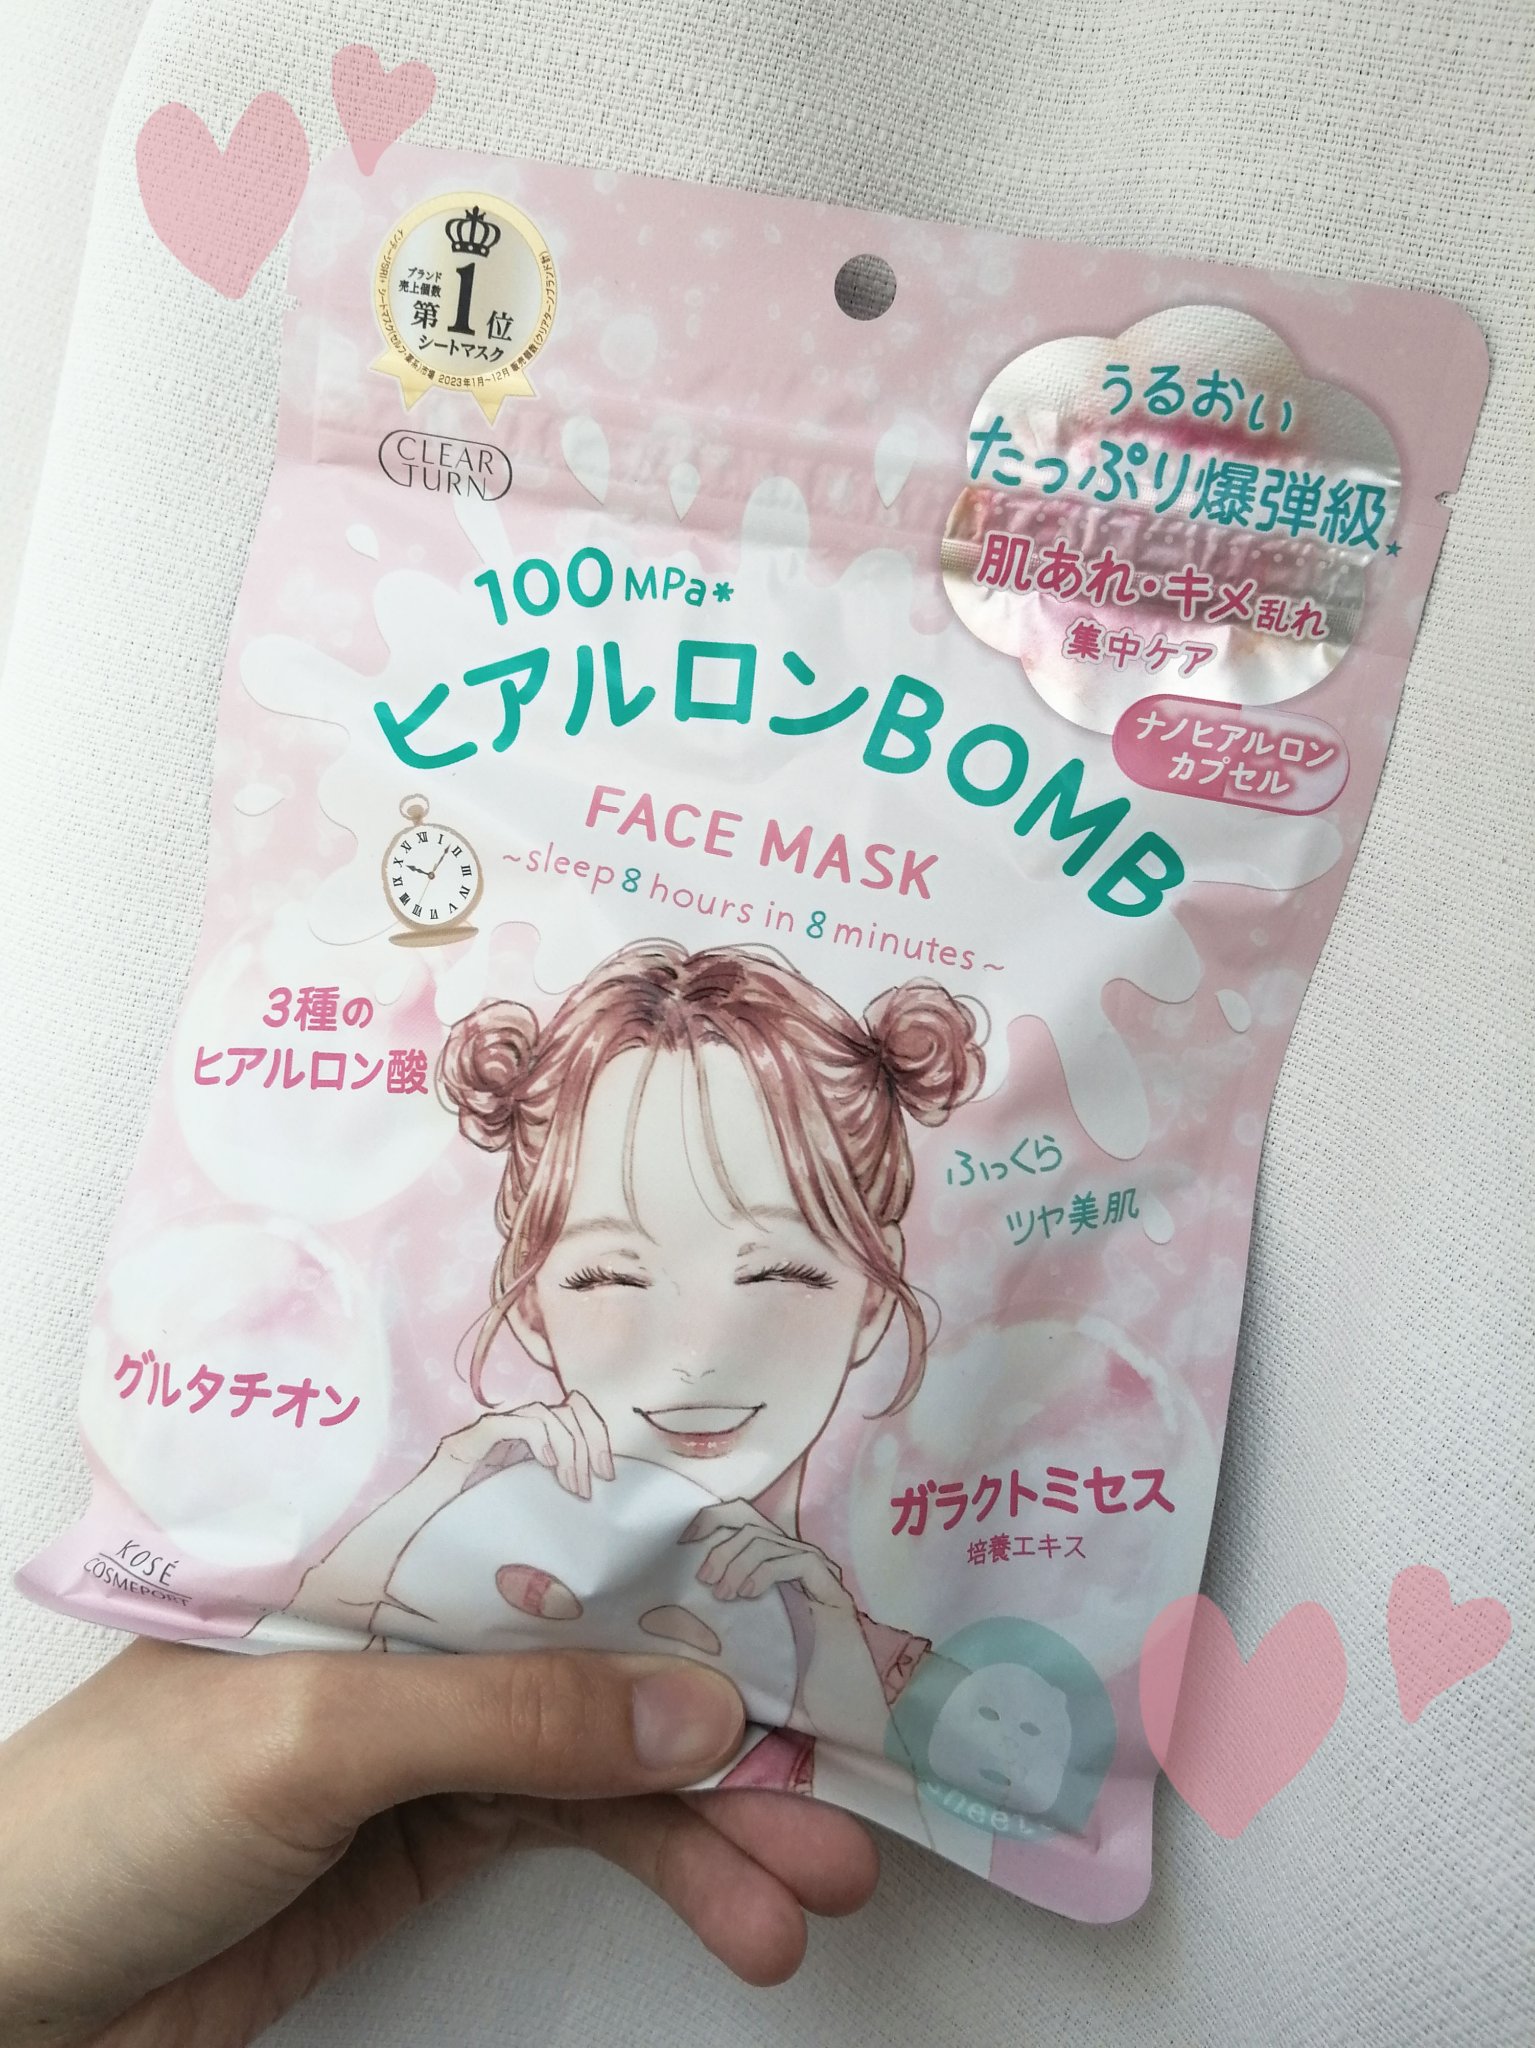 ブランド
売上個数
第1位
シートマスク
2023年1月~12月
CLEAR
TURN
うるおい
たっぷり爆弾級
肌あれ・キメ乱れ
集中ケア
ナノヒアルロン
カプセル
100MPa*
ヒアルロンBOMB
FACE MASK
~sleep 8 hours in 8 minutes~
3種の
ヒアルロン酸
ふっくら
ツヤ美肌
グルタチオン
ガラクトミセス
培養エキス
KOSÉ
COSMEPORT
sheet